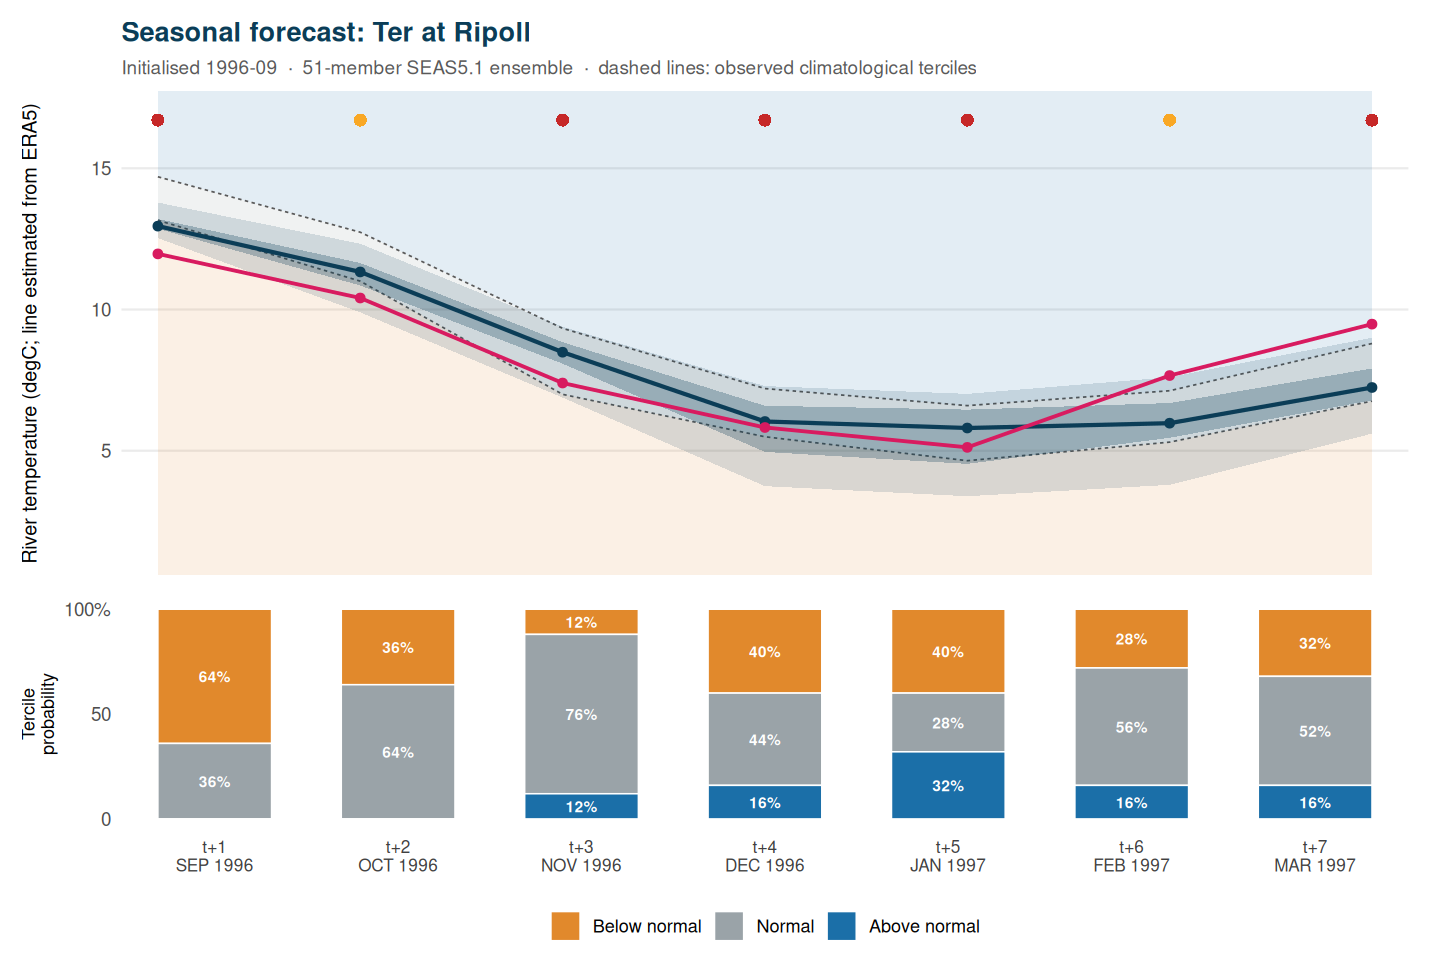 Seasonal forecast: Ter at Ripoll
Initialised 1996-09 · 51-member SEAS5.1 ensemble · dashed lines: observed climatological terciles
River temperature (degC; line estimated from ERA5)
15
10
5
Tercile
probability
100%
50
0
64%
36%
36%
64%
12%
76%
12%
40%
44%
16%
40%
28%
32%
28%
56%
16%
32%
52%
16%
t+1
SEP 1996
t+2
OCT 1996
t+3
NOV 1996
t+4
DEC 1996
t+5
JAN 1997
t+6
FEB 1997
t+7
MAR 1997
Below normal
Normal
Above normal